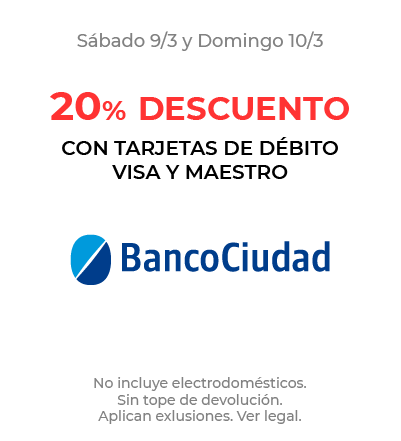 Sábado 9/3 y Domingo 10/3
20% DESCUENTO
CON TARJETAS DE DÉBITO
VISA Y MAESTRO
BancoCiudad
No incluye electrodomésticos.
Sin tope de devolución.
Aplican exlusiones. Ver legal.